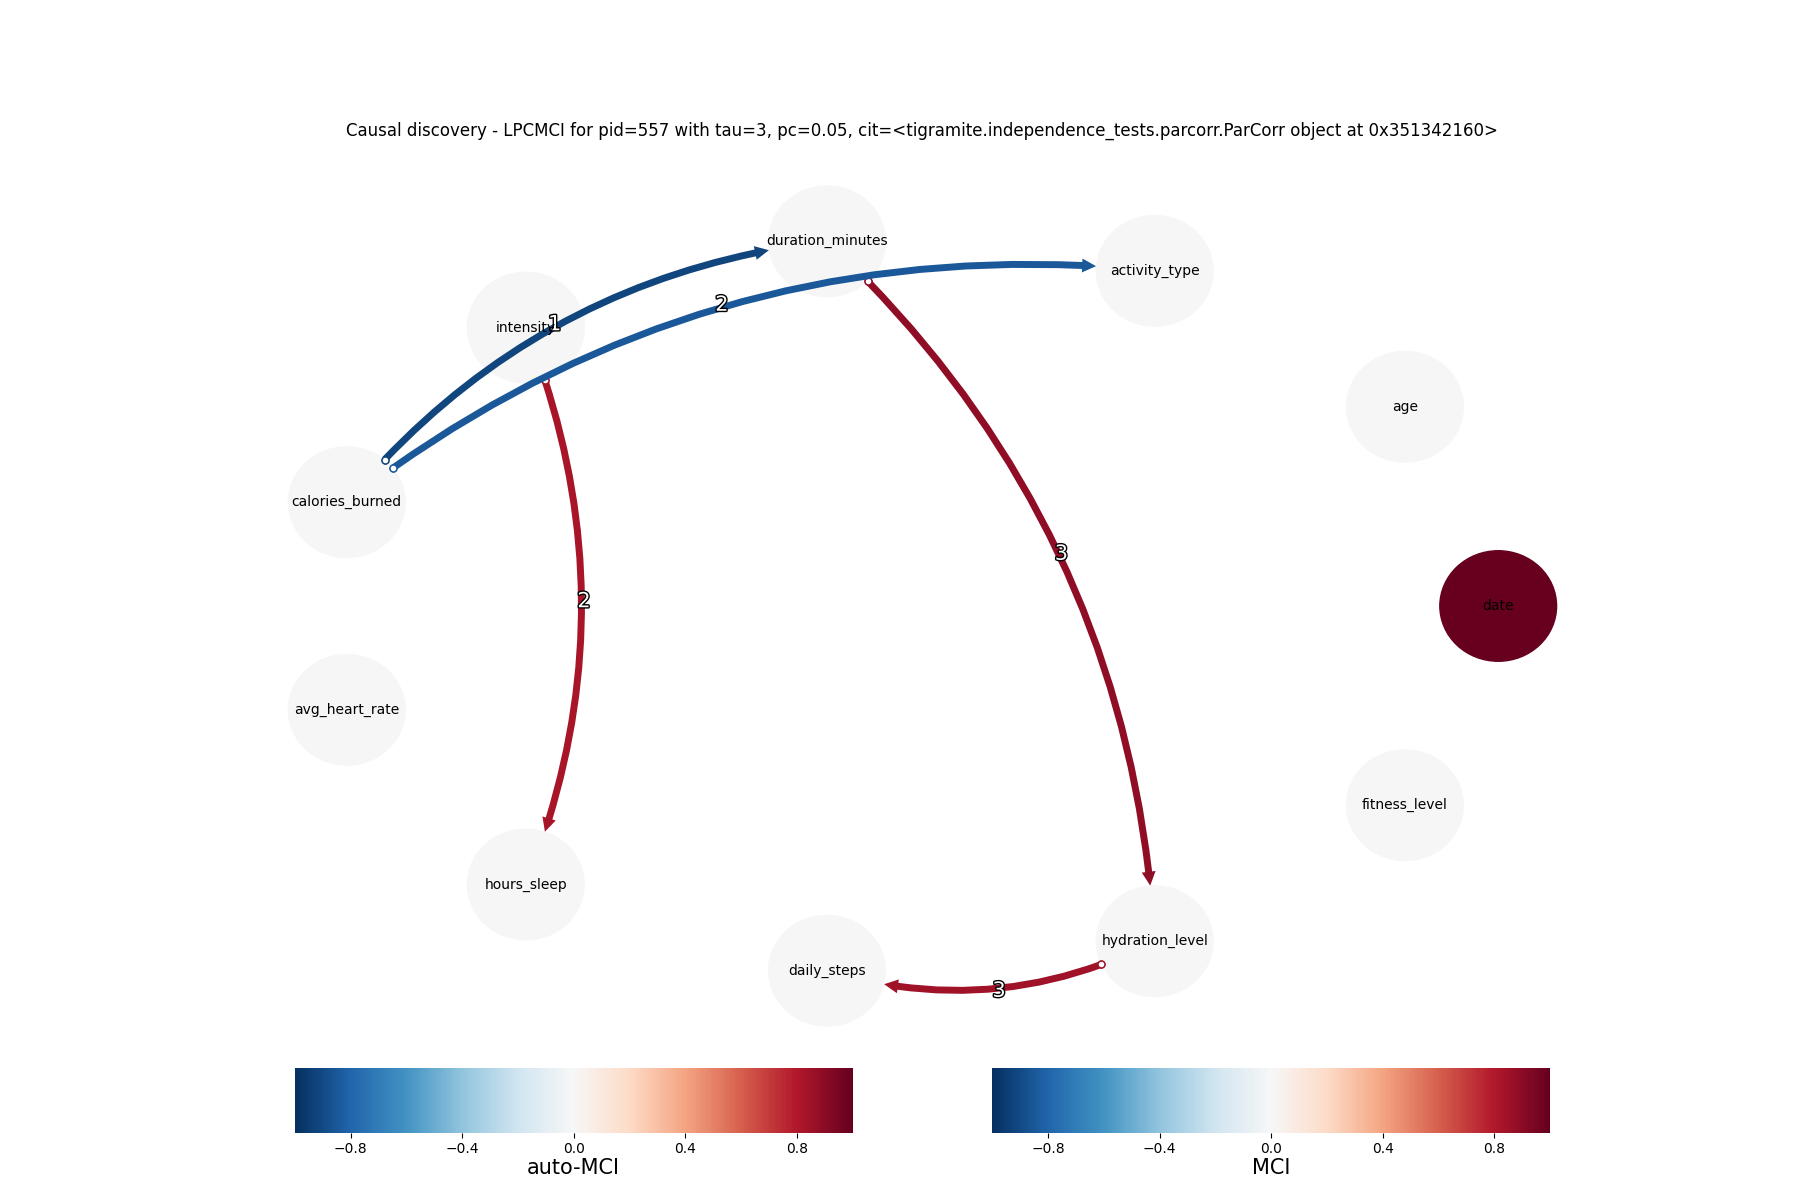 Causal discovery - LPCMCI for pid=557 with tau=3, pc=0.05, cit=<tigramite.independence_tests.parcorr.ParCorr object at 0x351342160>
duration_minutes
activity_type
intensity
1
2
age
calories_burned
3
2
date
avg_heart_rate
fitness_level
hours_sleep
hydration_level
daily_steps
3
−0.8 −0.4 0.0 0.4 0.8
auto-MCI
−0.8 −0.4 0.0 0.4 0.8
MCI